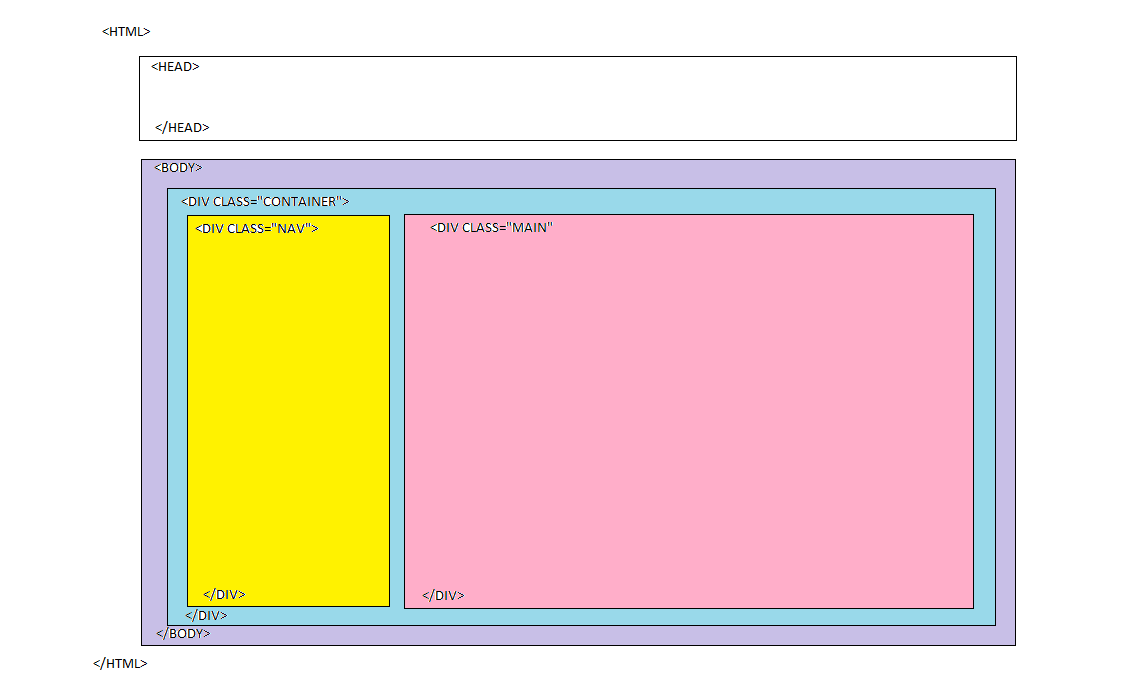 <HTML>
<HEAD>
</HEAD>
<BODY>
<DIV CLASS="CONTAINER">
<DIV CLASS="NAV">
<DIV CLASS="MAIN"
</DIV>
</DIV>
</DIV>
</BODY>
</HTML>